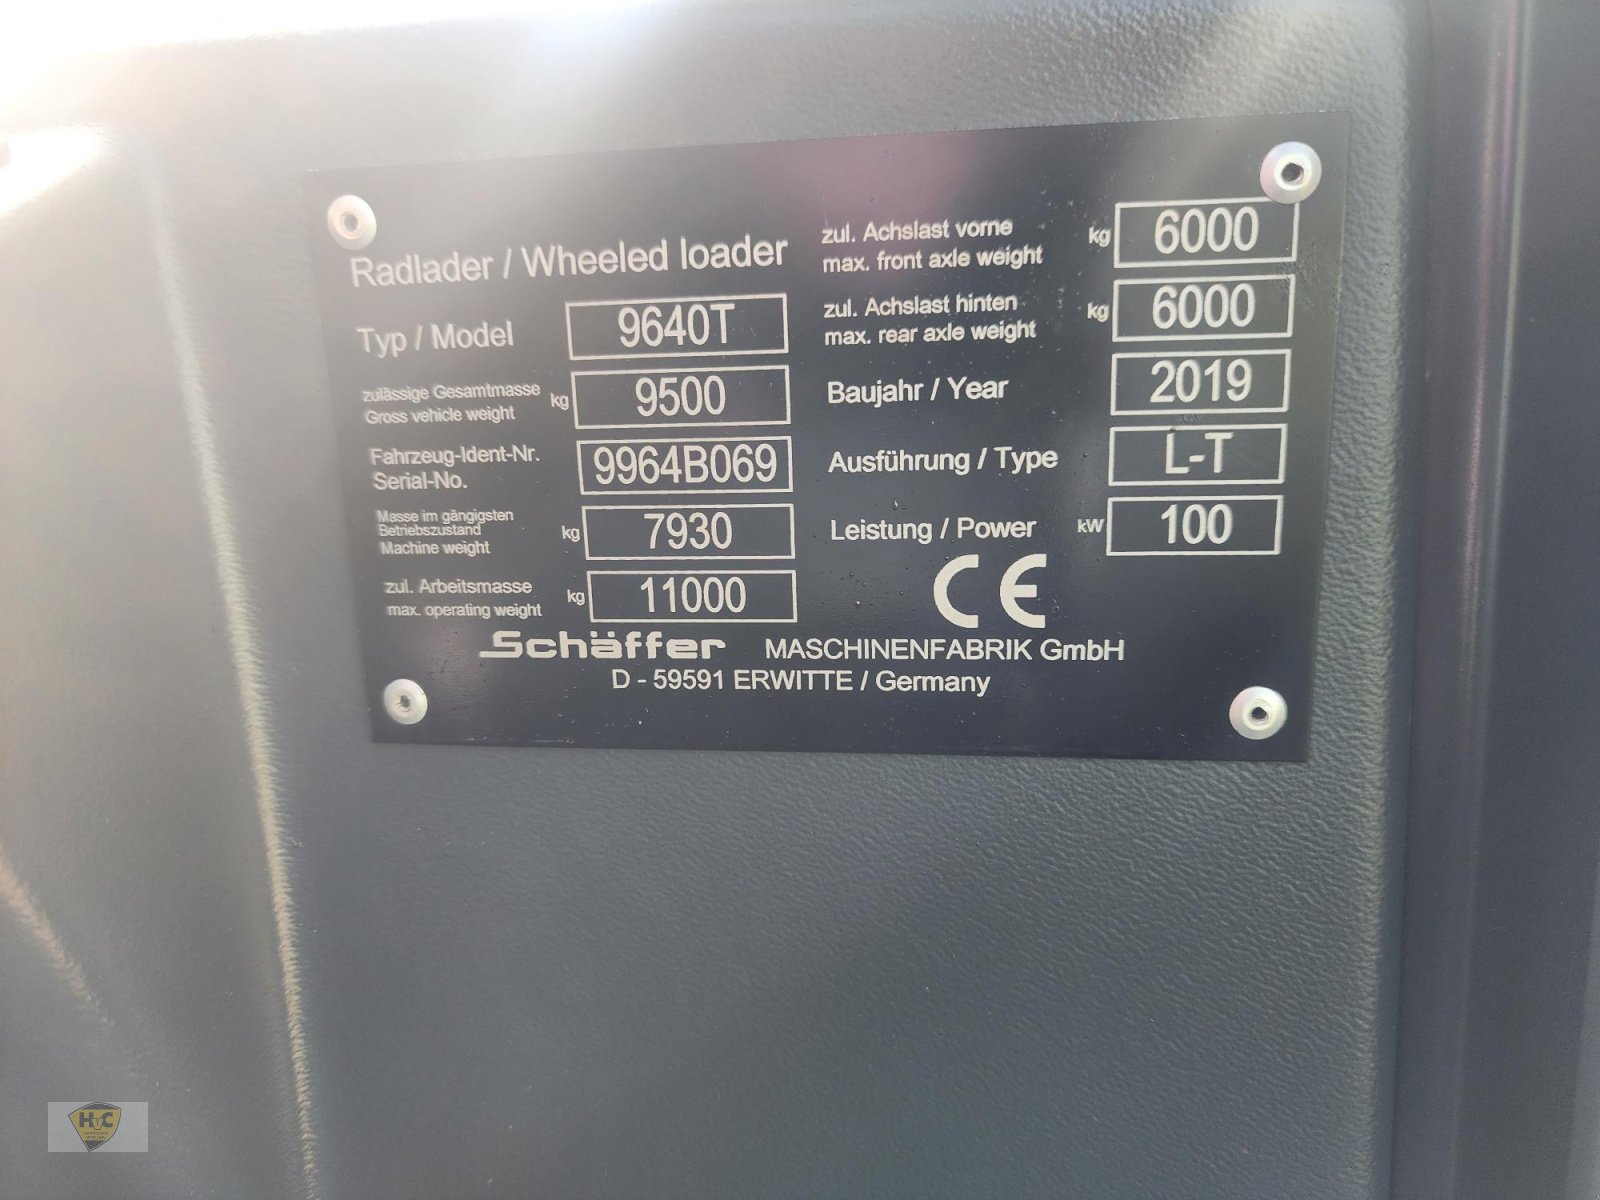 Radlader / Wheeled loader
Typ / Model 9640T
zulässige Gesamtmasse
Gross vehicle weight kg 9500
Fahrzeug-Ident-Nr.
Serial-No. 9964B069
Masse im gängigsten
Betriebszustand
Machine weight kg 7930
zul. Arbeitsmasse
max. operating weight kg 11000
zul. Achslast vorne
max. front axle weight kg 6000
zul. Achslast hinten
max. rear axle weight kg 6000
Baujahr / Year 2019
Ausführung / Type L-T
Leistung / Power kW 100
CE
Schäffer MASCHINENFABRIK GmbH
D - 59591 ERWITTE / Germany
HvC